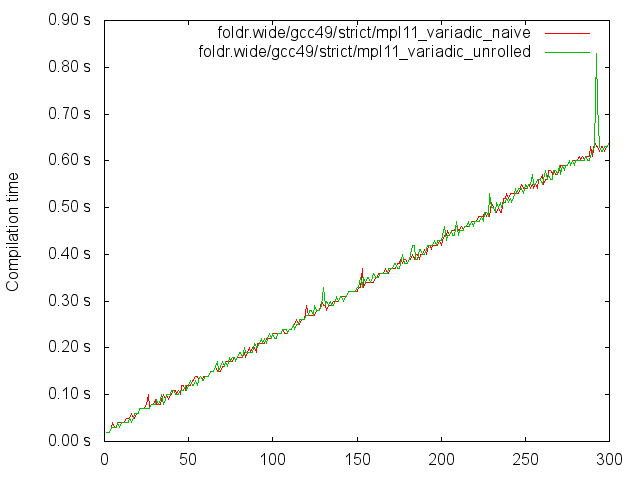 foldr.wide/gcc49/strict/mpl11_variadic_naive
foldr.wide/gcc49/strict/mpl11_variadic_unrolled
Compilation time
0.90 s
0.80 s
0.70 s
0.60 s
0.50 s
0.40 s
0.30 s
0.20 s
0.10 s
0.00 s
0 50 100 150 200 250 300